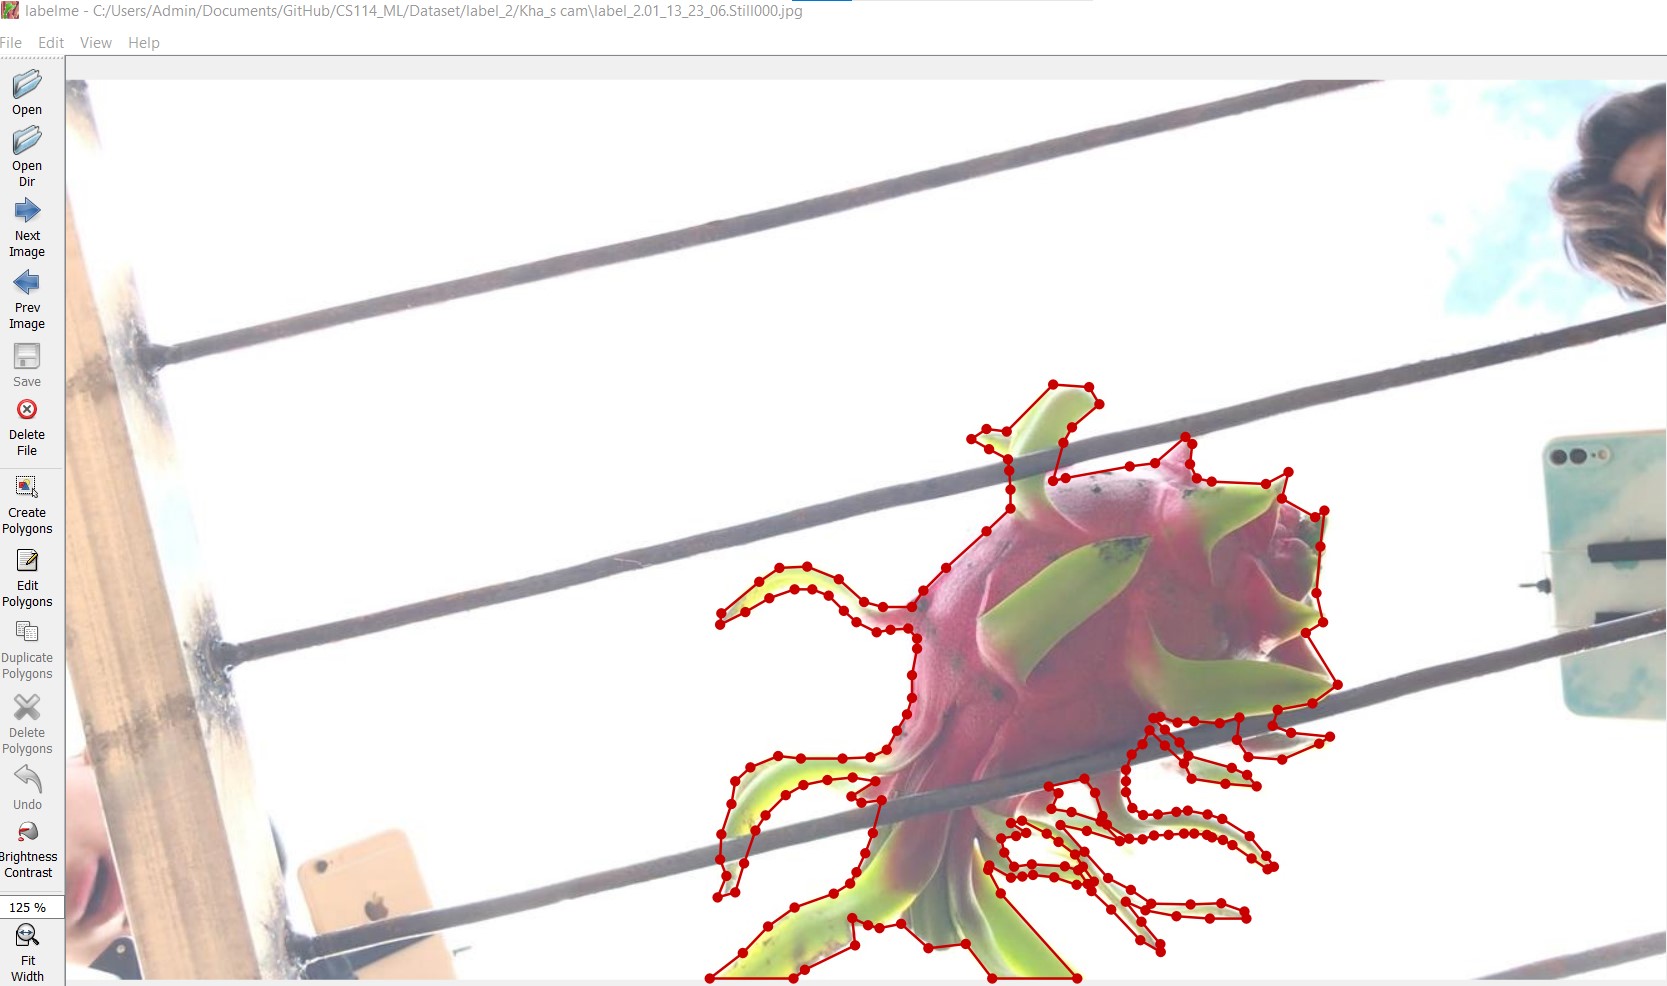 labelme - C:/Users/Admin/Documents/GitHub/CS114_ML/Dataset/label_2/Kha_s cam\label_2.01_13_23_06.Still000.jpg
File Edit View Help
Open
Open
Dir
Next
Image
Prev
Image
Save
Delete
File
Create
Polygons
Edit
Polygons
Duplicate
Polygons
Delete
Polygons
Undo
Brightness
Contrast
125 %
Fit
Width